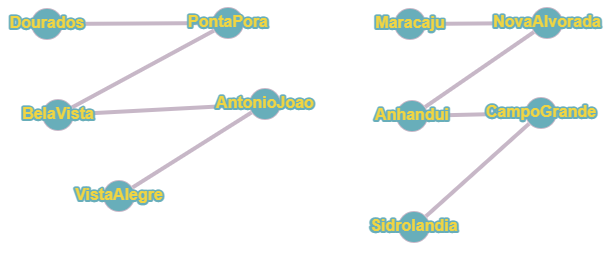 Dourados
PontaPora
Maracaju
NovaAlvorada
BelaVista
AntonioJoao
Anhandui
CampoGrande
VistaAlegre
Sidrolandia